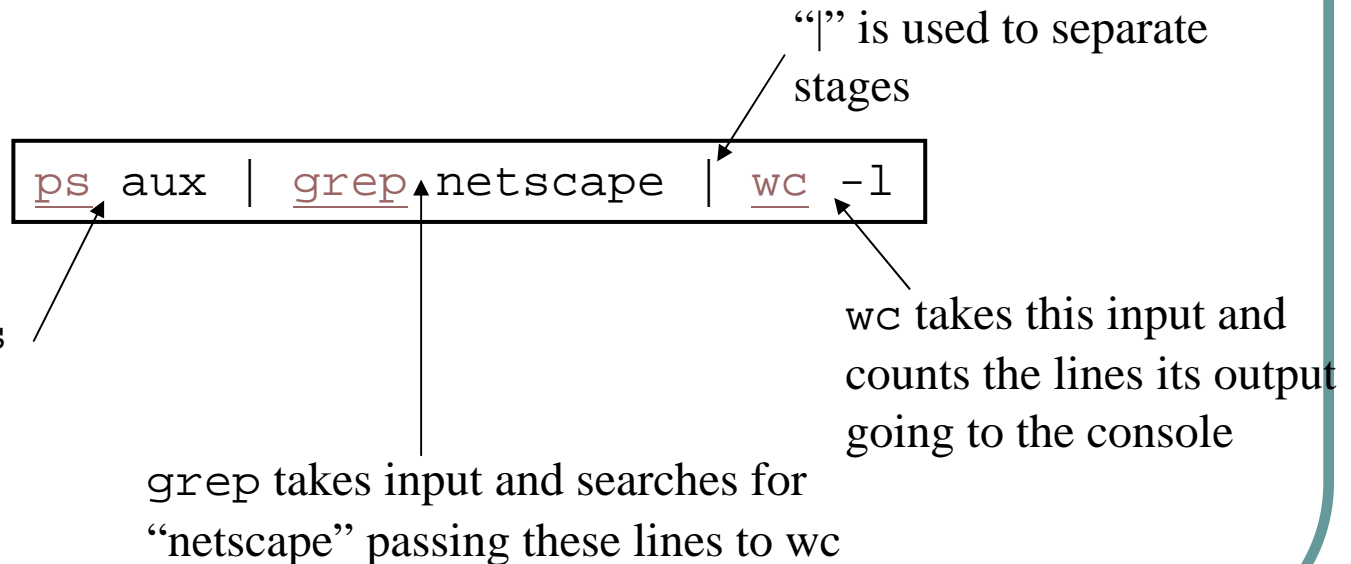 “|” is used to separate
stages
ps aux | grep netscape | wc -l
wc takes this input and
counts the lines its output
going to the console
grep takes input and searches for
“netscape” passing these lines to wc